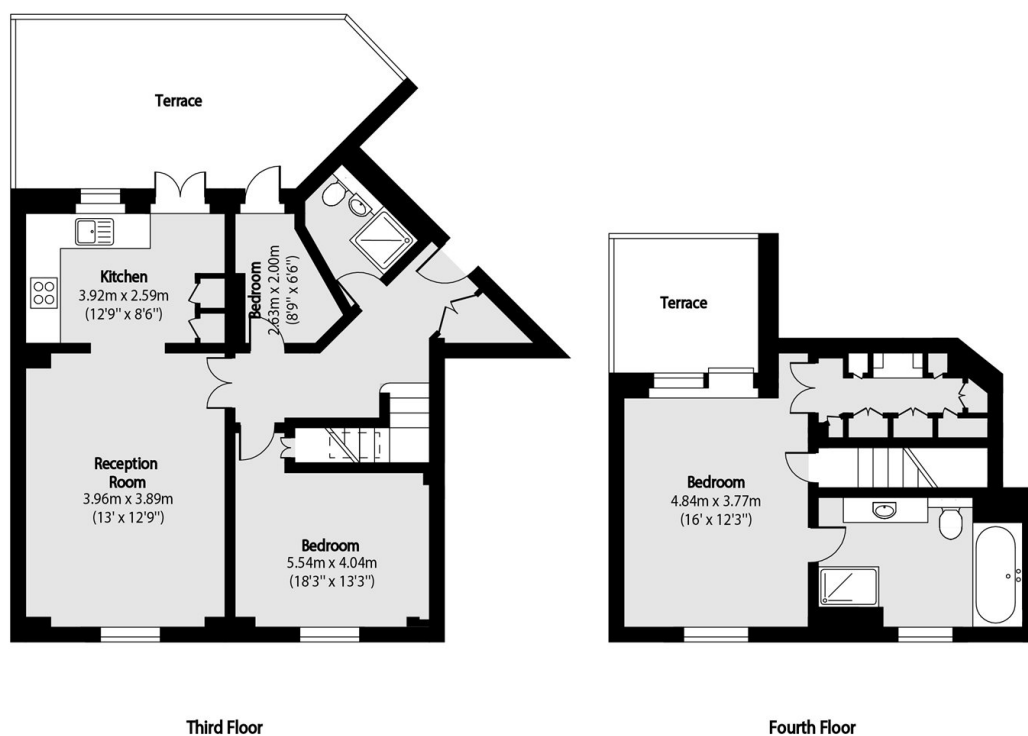 Terrace
Kitchen
3.92m x 2.59m
(12'9" x 8'6")
Bedroom
2.63m x 2.00m
(8'9" x 6'6")
Reception
Room
3.96m x 3.89m
(13' x 12'9")
Bedroom
5.54m x 4.04m
(18'3" x 13'3")
Third Floor
Terrace
Bedroom
4.84m x 3.77m
(16' x 12'3")
Fourth Floor